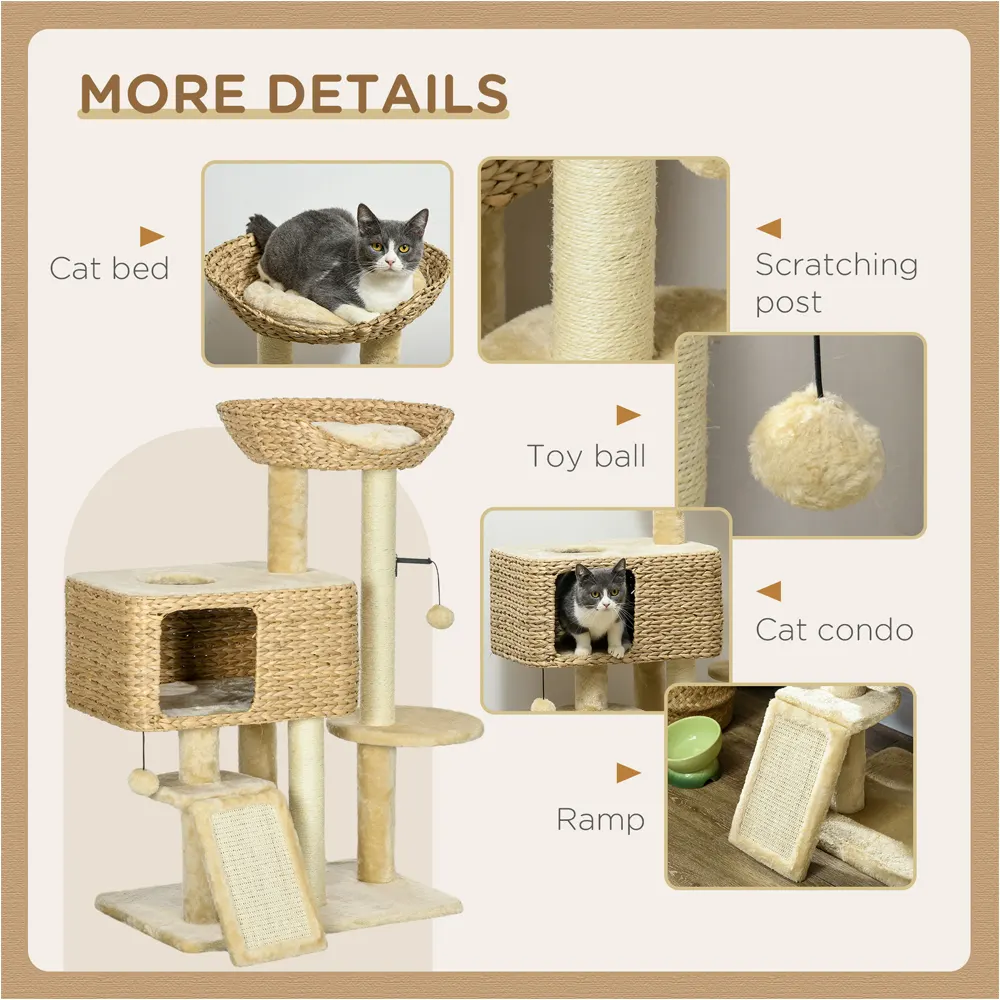 MORE DETAILS
Cat bed
Scratching
post
Toy ball
Cat condo
Ramp